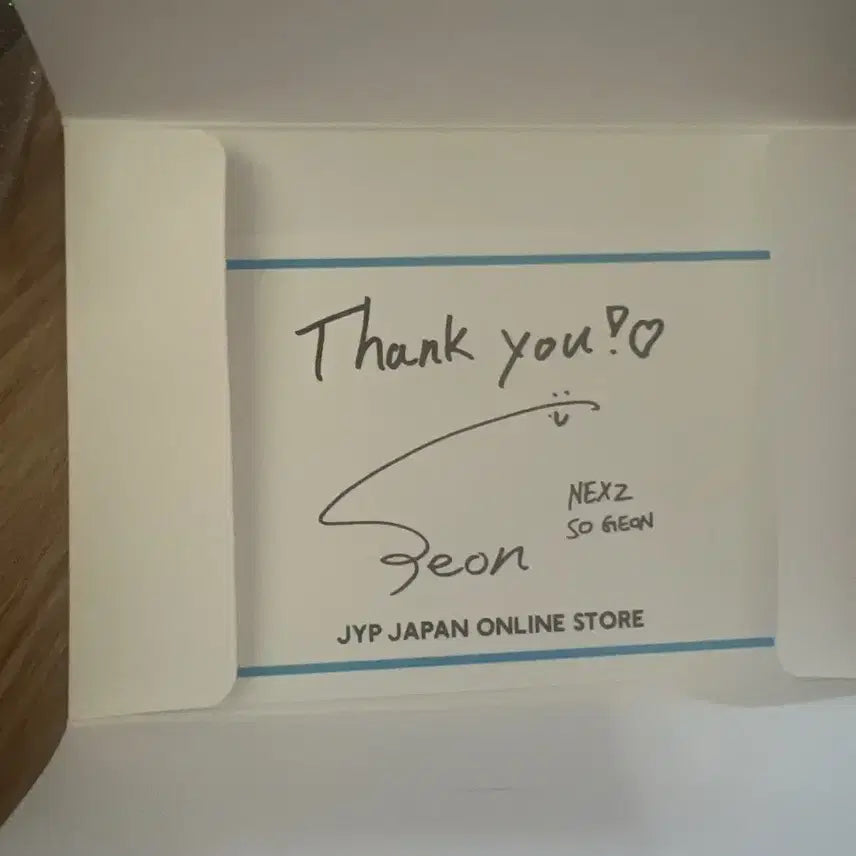 Thank you!♡
Geon
NEXZ
SO GEON
JYP JAPAN ONLINE STORE